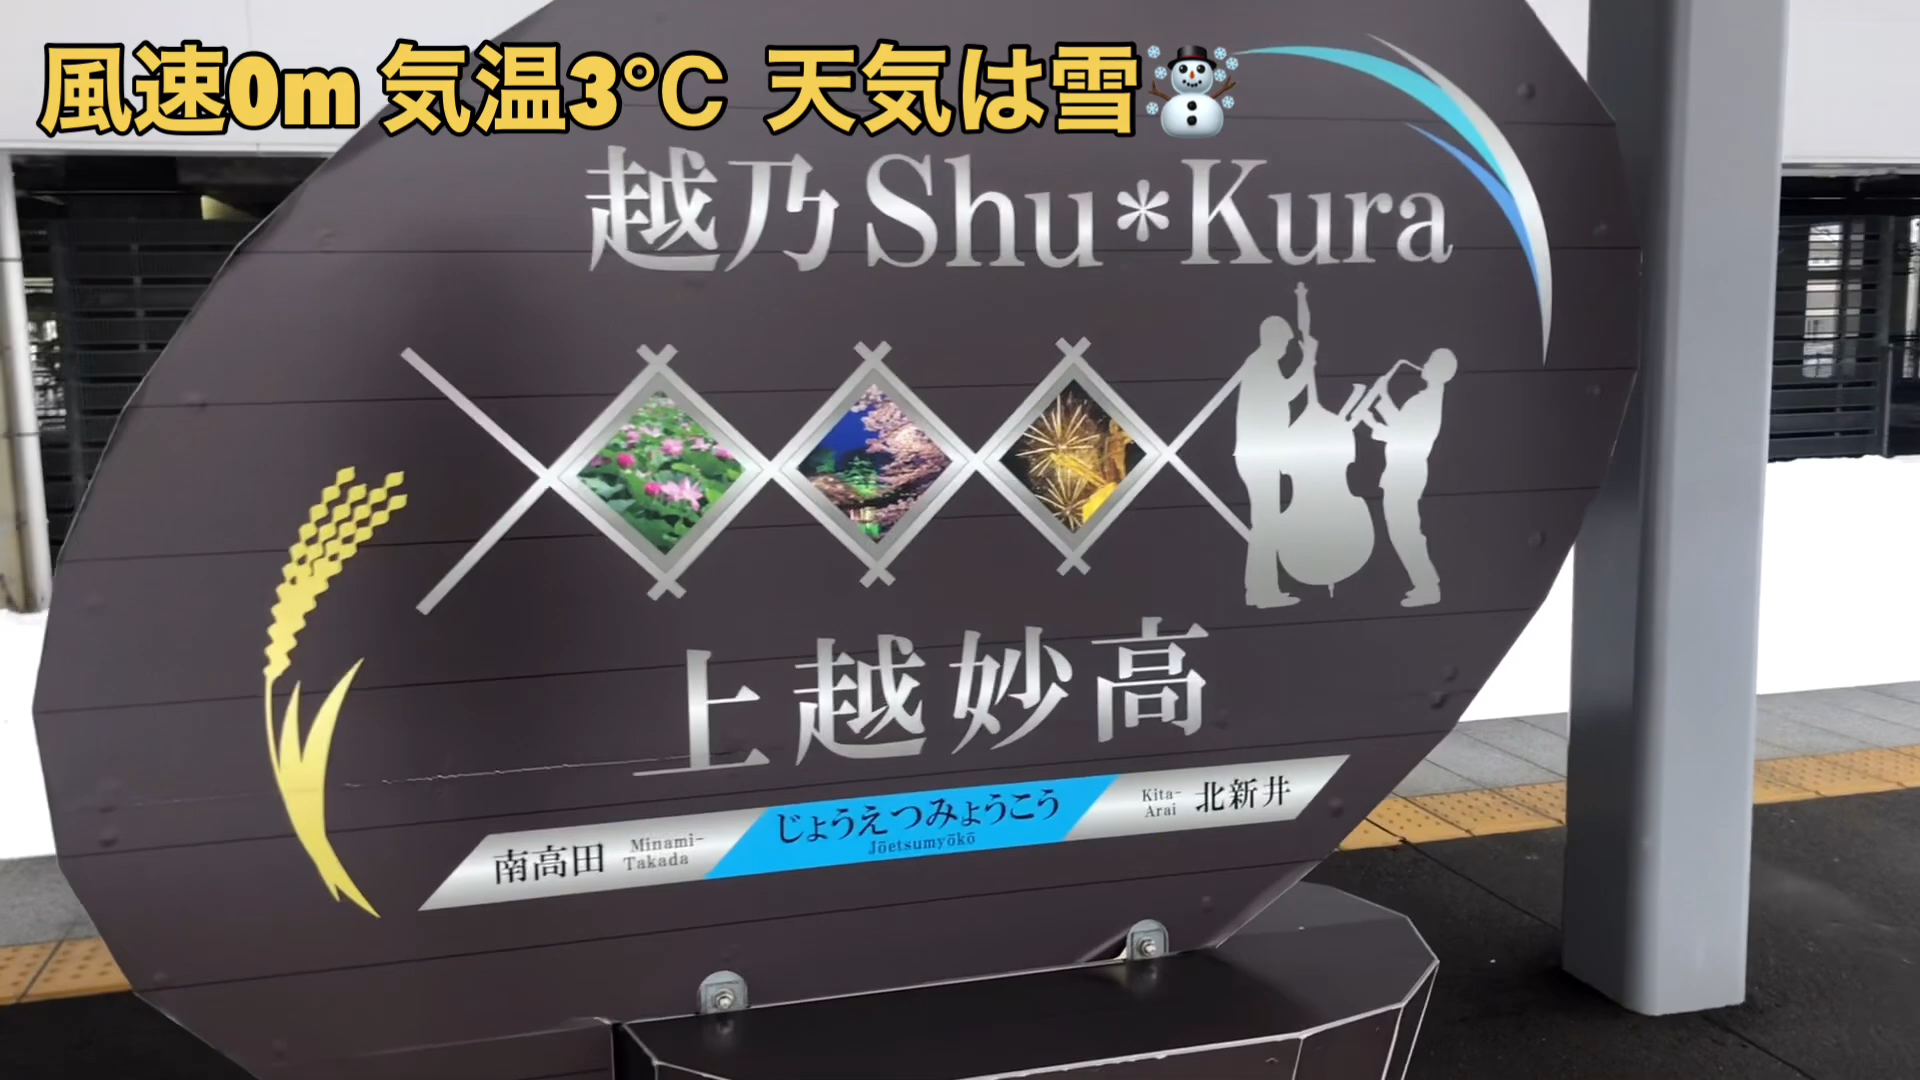 風速0m 気温3℃ 天気は雪☃
越乃Shu*Kura
上越妙高
南高田 Minami-Takada
じょうえつみょうこう
Jōetsumyōkō
Kita-Arai 北新井